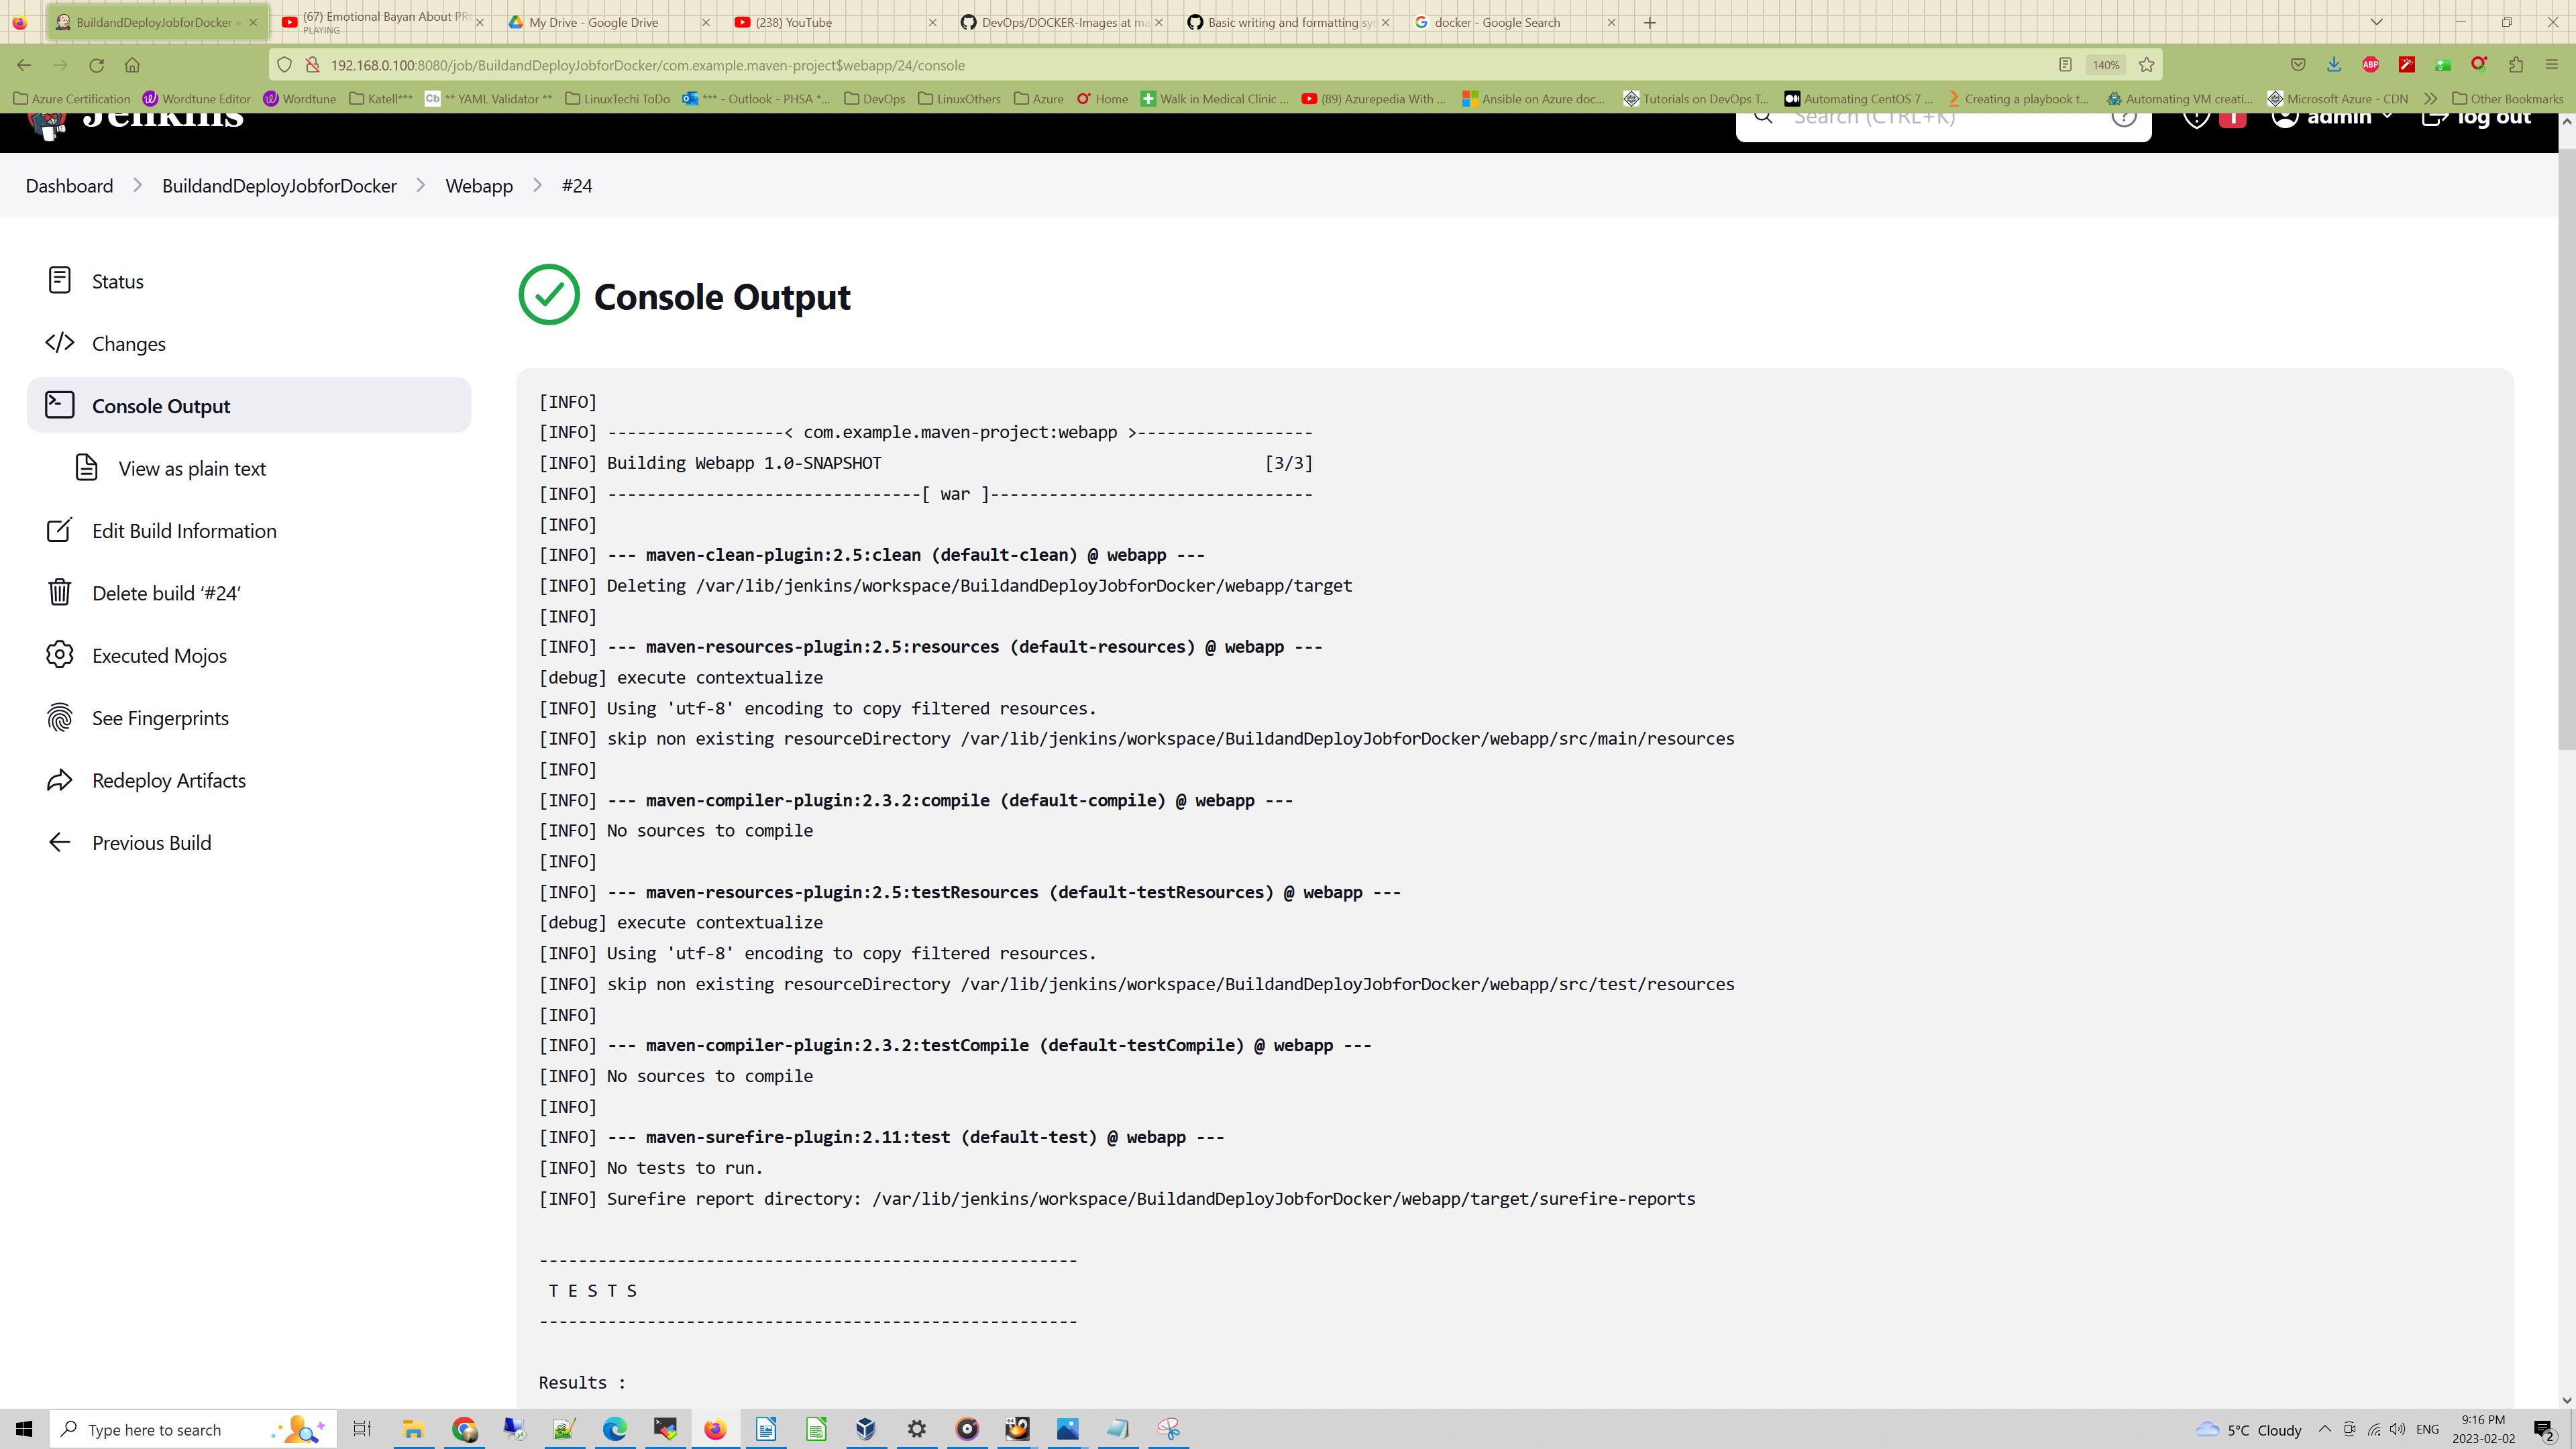 BuildandDeployJobforDocker »
(67) Emotional Bayan About PR
PLAYING
My Drive - Google Drive
(238) YouTube
DevOps/DOCKER-Images at ma
Basic writing and formatting sy
docker - Google Search
192.168.0.100:8080/job/BuildandDeployJobforDocker/com.example.maven-project$webapp/24/console
140%
ABP
Azure Certification
Wordtune Editor
Wordtune
Katell***
Cb ** YAML Validator **
LinuxTechi ToDo
*** - Outlook - PHSA *...
DevOps
LinuxOthers
Azure
Home
Walk in Medical Clinic ...
(89) Azurepedia With ...
Ansible on Azure doc...
Tutorials on DevOps T...
Automating CentOS 7 ...
Creating a playbook t...
Automating VM creati...
Microsoft Azure - CDN
Other Bookmarks
Jenkins
Search (CTRL+K)
1
admin
log out
Dashboard
BuildandDeployJobforDocker
Webapp
#24
Status
Changes
Console Output
View as plain text
Edit Build Information
Delete build ‘#24’
Executed Mojos
See Fingerprints
Redeploy Artifacts
Previous Build
Console Output
[INFO]
[INFO] ------------------< com.example.maven-project:webapp >------------------
[INFO] Building Webapp 1.0-SNAPSHOT                                       [3/3]
[INFO] --------------------------------[ war ]---------------------------------
[INFO]
[INFO] --- maven-clean-plugin:2.5:clean (default-clean) @ webapp ---
[INFO] Deleting /var/lib/jenkins/workspace/BuildandDeployJobforDocker/webapp/target
[INFO]
[INFO] --- maven-resources-plugin:2.5:resources (default-resources) @ webapp ---
[debug] execute contextualize
[INFO] Using 'utf-8' encoding to copy filtered resources.
[INFO] skip non existing resourceDirectory /var/lib/jenkins/workspace/BuildandDeployJobforDocker/webapp/src/main/resources
[INFO]
[INFO] --- maven-compiler-plugin:2.3.2:compile (default-compile) @ webapp ---
[INFO] No sources to compile
[INFO]
[INFO] --- maven-resources-plugin:2.5:testResources (default-testResources) @ webapp ---
[debug] execute contextualize
[INFO] Using 'utf-8' encoding to copy filtered resources.
[INFO] skip non existing resourceDirectory /var/lib/jenkins/workspace/BuildandDeployJobforDocker/webapp/src/test/resources
[INFO]
[INFO] --- maven-compiler-plugin:2.3.2:testCompile (default-testCompile) @ webapp ---
[INFO] No sources to compile
[INFO]
[INFO] --- maven-surefire-plugin:2.11:test (default-test) @ webapp ---
[INFO] No tests to run.
[INFO] Surefire report directory: /var/lib/jenkins/workspace/BuildandDeployJobforDocker/webapp/target/surefire-reports
-------------------------------------------------------
T E S T S
-------------------------------------------------------
Results :
Type here to search
5°C Cloudy
ENG
9:16 PM
2023-02-02
2